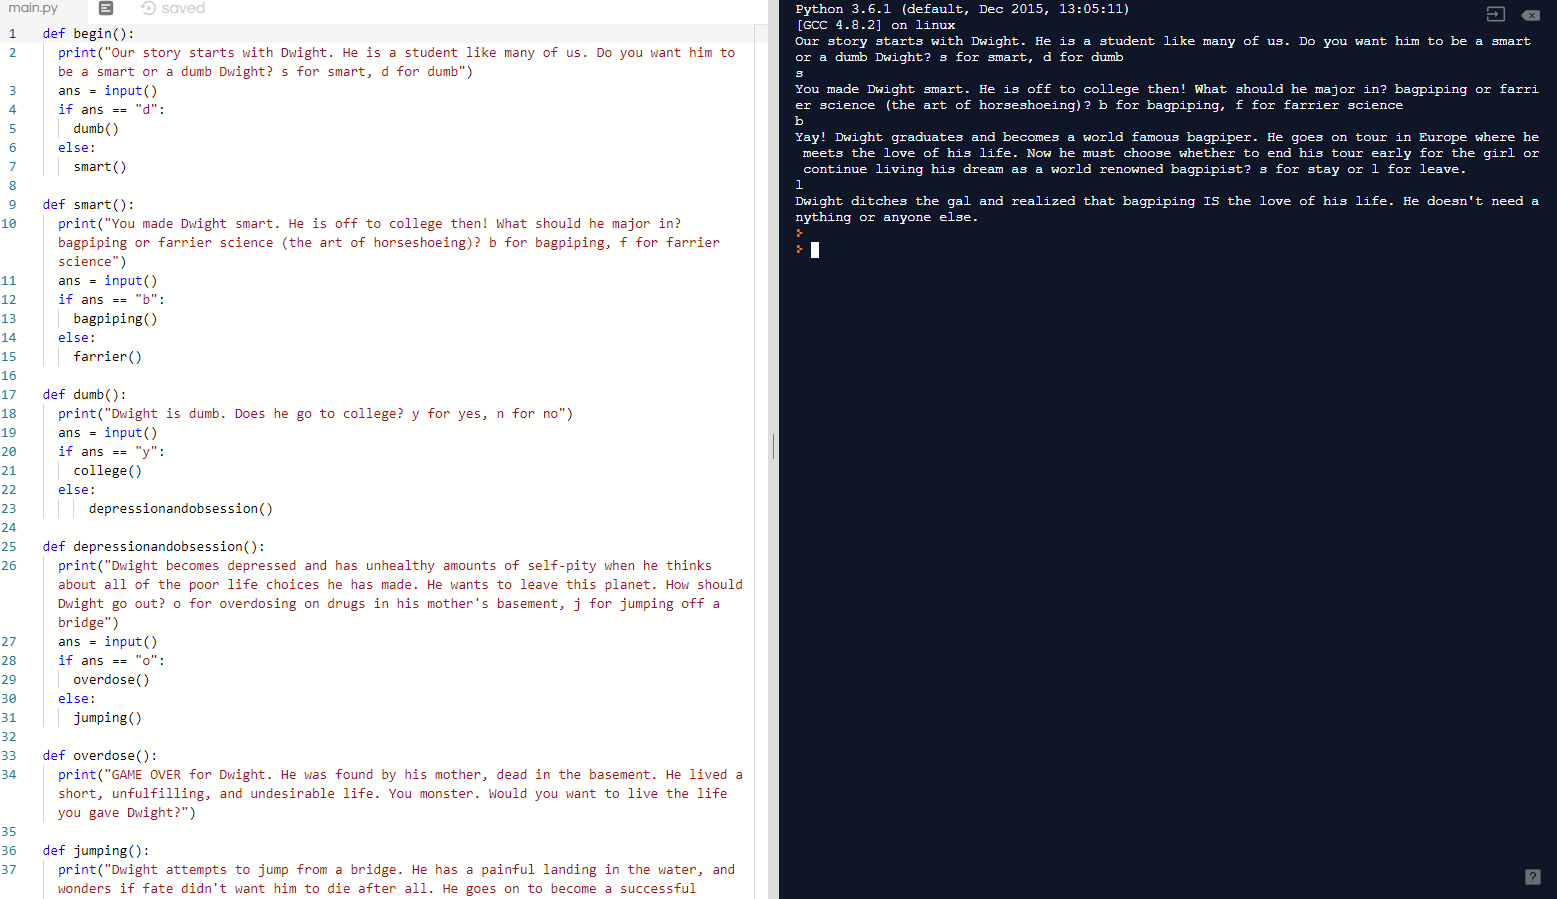 main.py saved
1 def begin():
2 print("Our story starts with Dwight. He is a student like many of us. Do you want him to
be a smart or a dumb Dwight? s for smart, d for dumb")
3 ans = input()
4 if ans == "d":
5 dumb()
6 else:
7 smart()
8
9 def smart():
10 print("You made Dwight smart. He is off to college then! What should he major in?
bagpiping or farrier science (the art of horseshoeing)? b for bagpiping, f for farrier
science")
11 ans = input()
12 if ans == "b":
13 bagpiping()
14 else:
15 farrier()
16
17 def dumb():
18 print("Dwight is dumb. Does he go to college? y for yes, n for no")
19 ans = input()
20 if ans == "y":
21 college()
22 else:
23 depressionandobsession()
24
25 def depressionandobsession():
26 print("Dwight becomes depressed and has unhealthy amounts of self-pity when he thinks
about all of the poor life choices he has made. He wants to leave this planet. How should
Dwight go out? o for overdosing on drugs in his mother's basement, j for jumping off a
bridge")
27 ans = input()
28 if ans == "o":
29 overdose()
30 else:
31 jumping()
32
33 def overdose():
34 print("GAME OVER for Dwight. He was found by his mother, dead in the basement. He lived a
short, unfulfilling, and undesirable life. You monster. Would you want to live the life
you gave Dwight?")
35
36 def jumping():
37 print("Dwight attempts to jump from a bridge. He has a painful landing in the water, and
wonders if fate didn't want him to die after all. He goes on to become a successful
Python 3.6.1 (default, Dec 2015, 13:05:11)
[GCC 4.8.2] on linux
Our story starts with Dwight. He is a student like many of us. Do you want him to be a smart
or a dumb Dwight? s for smart, d for dumb
s
You made Dwight smart. He is off to college then! What should he major in? bagpiping or farri
er science (the art of horseshoeing)? b for bagpiping, f for farrier science
b
Yay! Dwight graduates and becomes a world famous bagpiper. He goes on tour in Europe where he
meets the love of his life. Now he must choose whether to end his tour early for the girl or
continue living his dream as a world renowned bagpipist? s for stay or l for leave.
l
Dwight ditches the gal and realized that bagpiping IS the love of his life. He doesn't need a
nything or anyone else.
?